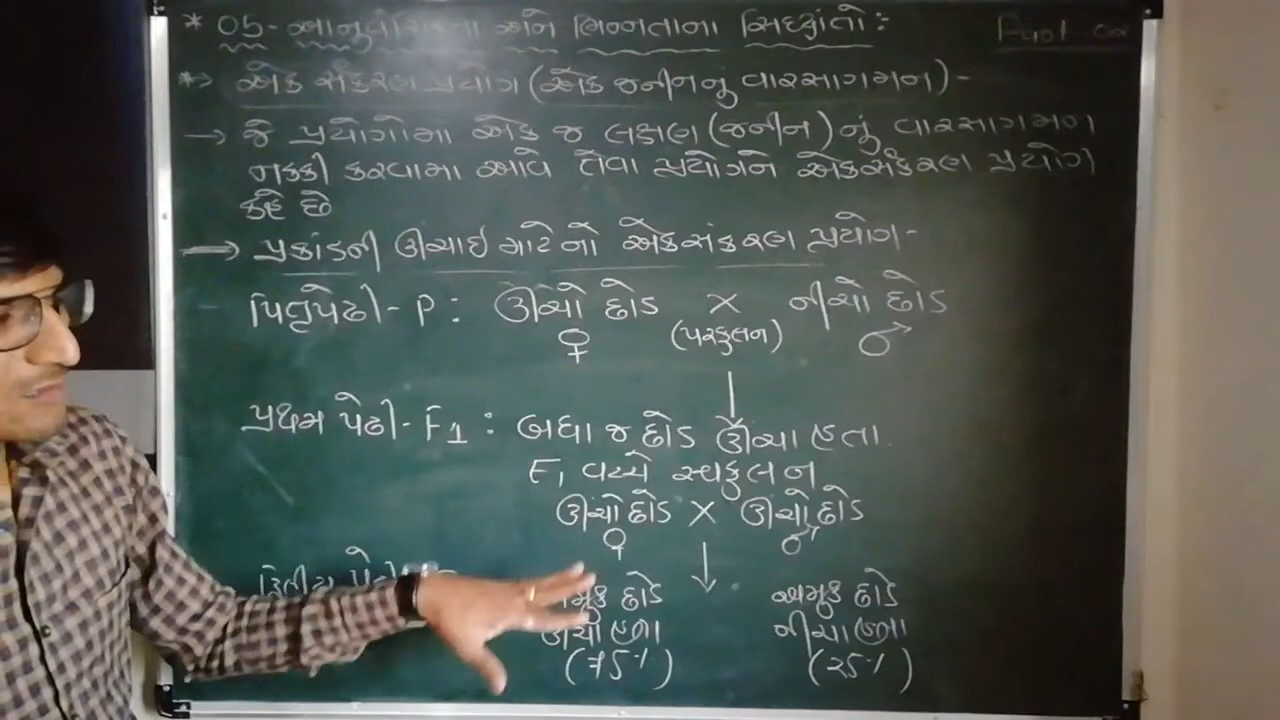 * 05- આનુવંશિકતા અને ભિન્નતાના સિદ્ધાંતો:
*> એક સંકરણ પ્રયોગ (એક જનીનનું વારસાગમન) -
→ જે પ્રયોગોમા એક જ લક્ષણ (જનીન) નું વારસાગમન
નક્કી કરવામા આવે તેવા પ્રયોગને એકસંકરણ પ્રયોગ
કહે છે
→ પ્રકાંડની ઊંચાઇ માટેનો એકસંકરણ પ્રયોગ-
પિતૃપેઢી- P : ઊંચો છોડ X નીચો છોડ
♀ (પરફલન) ♂
↓
પ્રથમ પેઢી- F1 : બધા જ છોડ ઊંચા હતા.
F1 વચ્ચે સ્વફલન
ઊંચો છોડ X ઊંચો છોડ
♀ ♂
↓
દ્વિતીય અમુક છોડ અમુક છોડ
ઊંચા હતા નીચા હતા
(75%) (25%)